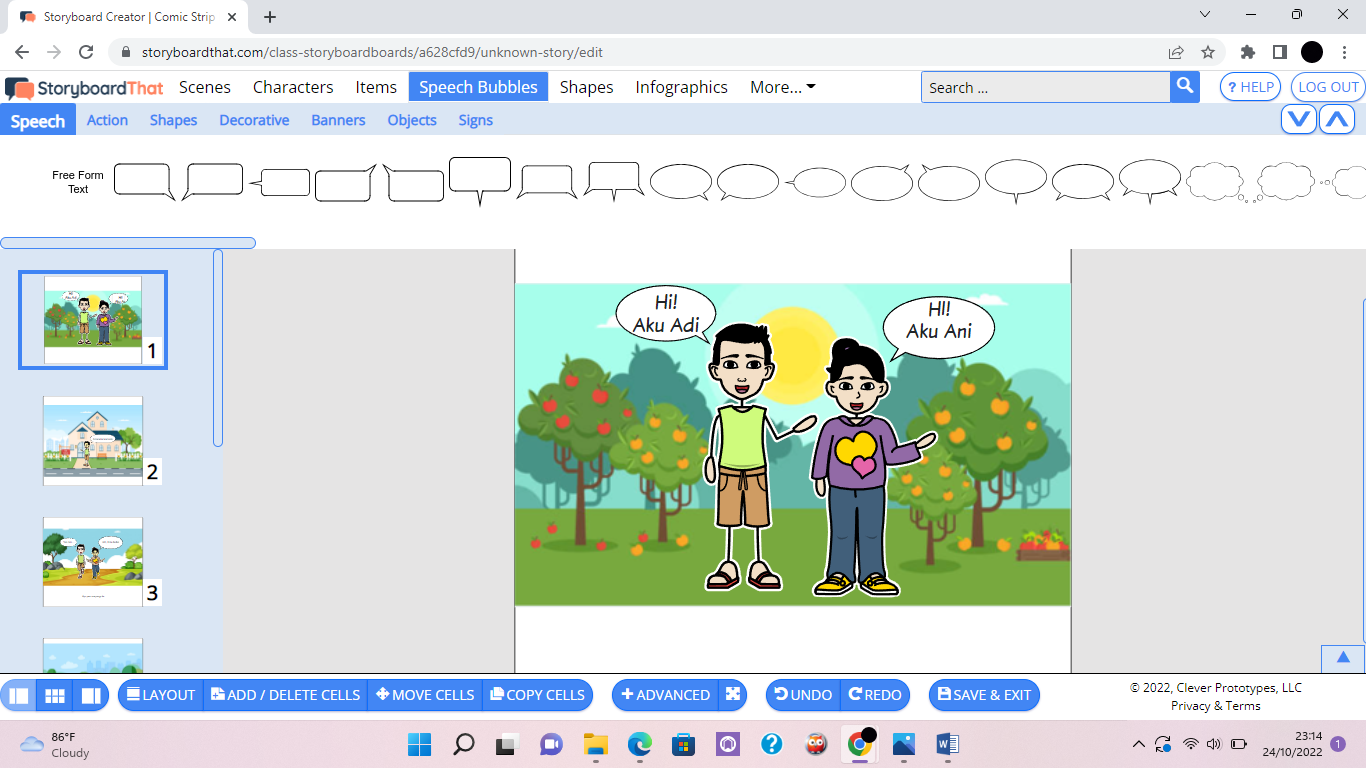 Storyboard Creator | Comic Strip
storyboardthat.com/class-storyboardboards/a628cfd9/unknown-story/edit
StoryboardThat
Scenes
Characters
Items
Speech Bubbles
Shapes
Infographics
More...
Search ...
? HELP
LOG OUT
Speech
Action
Shapes
Decorative
Banners
Objects
Signs
Free Form
Text
1
2
3
Hi!
Aku Adi
HI!
Aku Ani
LAYOUT
ADD / DELETE CELLS
MOVE CELLS
COPY CELLS
ADVANCED
UNDO
REDO
SAVE & EXIT
© 2022, Clever Prototypes, LLC
Privacy & Terms
86°F
Cloudy
23:14
24/10/2022
1